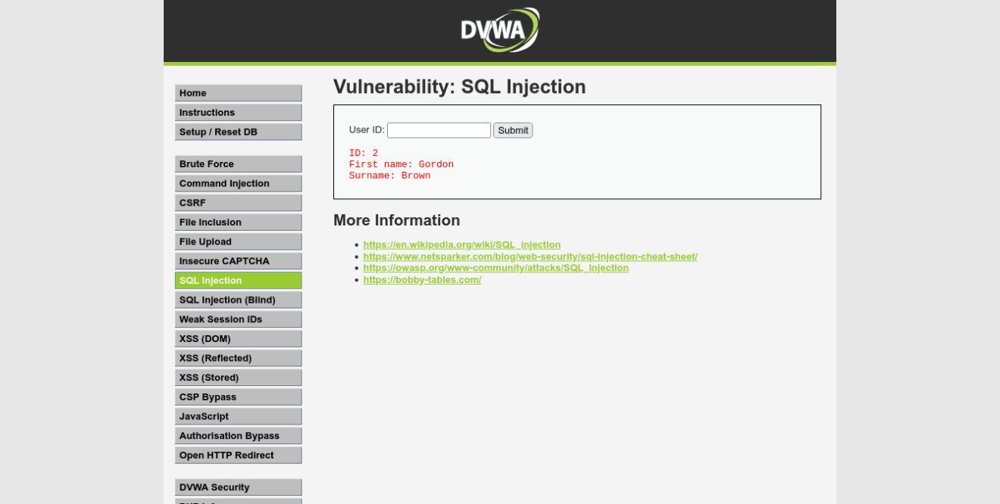 DVWA
Home
Instructions
Setup / Reset DB
Brute Force
Command Injection
CSRF
File Inclusion
File Upload
Insecure CAPTCHA
SQL Injection
SQL Injection (Blind)
Weak Session IDs
XSS (DOM)
XSS (Reflected)
XSS (Stored)
CSP Bypass
JavaScript
Authorisation Bypass
Open HTTP Redirect
DVWA Security
Vulnerability: SQL Injection
User ID: Submit
ID: 2
First name: Gordon
Surname: Brown
More Information
https://en.wikipedia.org/wiki/SQL_injection
https://www.netsparker.com/blog/web-security/sql-injection-cheat-sheet/
https://owasp.org/www-community/attacks/SQL_Injection
https://bobby-tables.com/